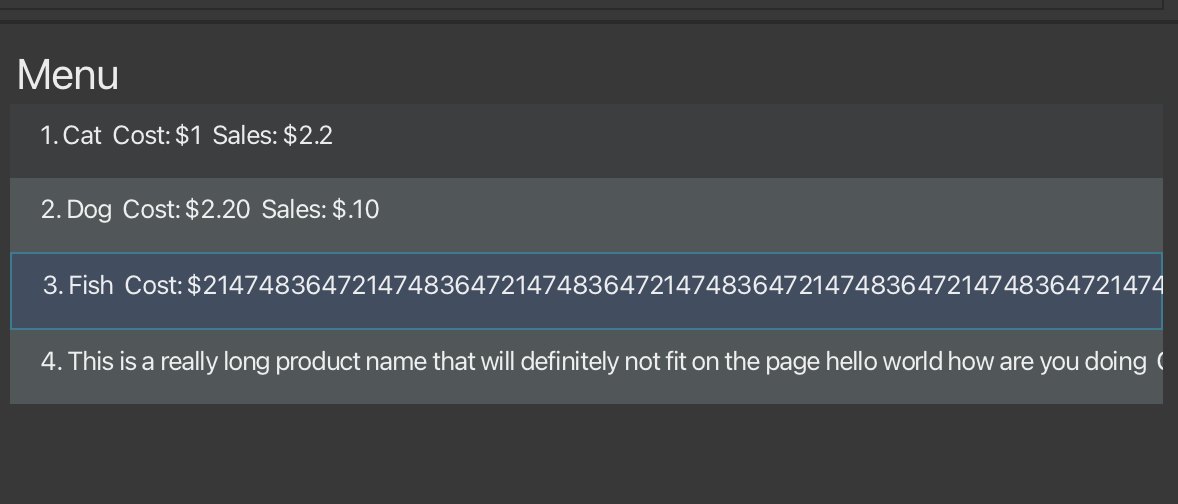 Menu
1. Cat Cost: $1 Sales: $2.2
2. Dog Cost: $2.20 Sales: $.10
3. Fish Cost: $2147483647214748364721474836472147483647214748364721474836472147​4
4. This is a really long product name that will definitely not fit on the page hello world how are you doing